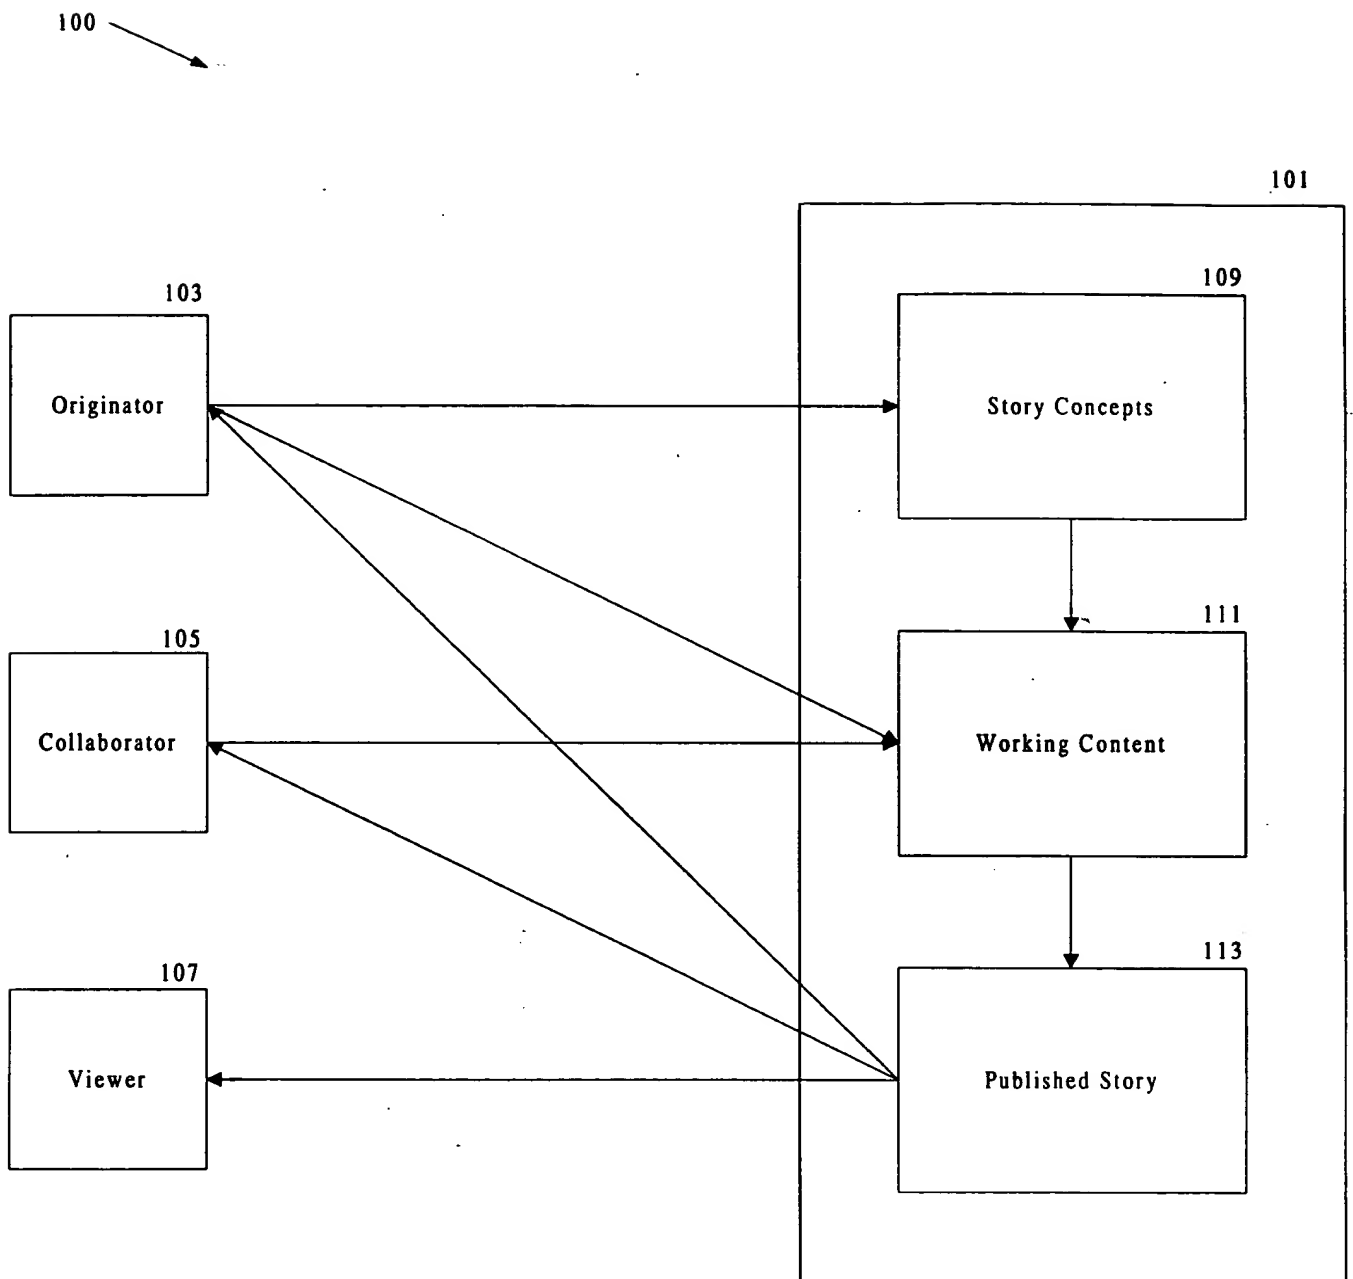 100
101
103
109
Originator
Story Concepts
105
111
Collaborator
Working Content
107
113
Viewer
Published Story